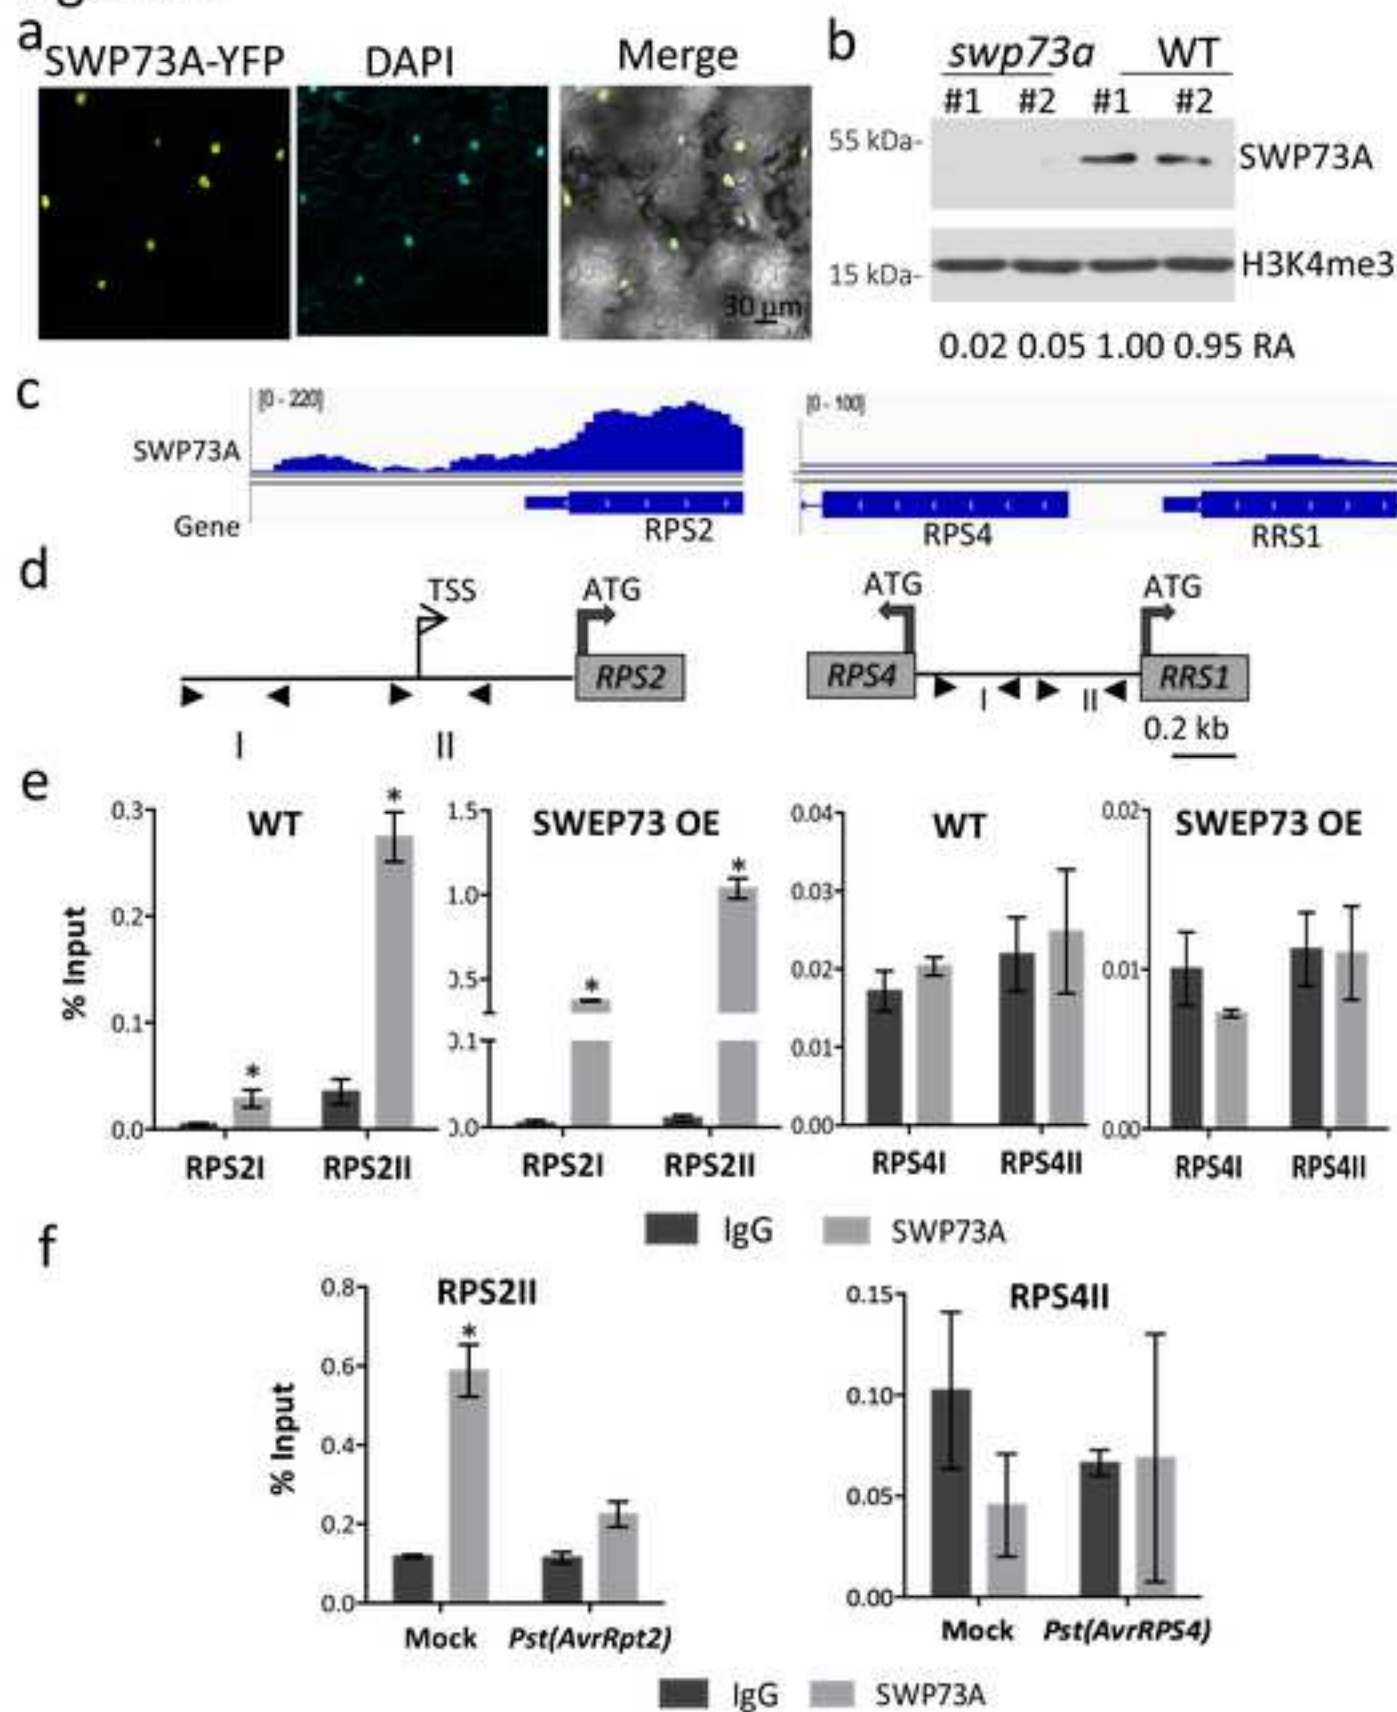 a
SWP73A-YFP
DAPI
Merge
30 µm
b
swp73a
WT
#1
#2
#1
#2
55 kDa-
SWP73A
15 kDa-
H3K4me3
0.02 0.05 1.00 0.95 RA
c
[0 - 220]
[0 - 100]
SWP73A
Gene
RPS2
RPS4
RRS1
d
TSS
ATG
RPS2
I
II
ATG
ATG
RPS4
RRS1
I
II
0.2 kb
e
% Input
WT
0.3
0.2
0.1
0.0
*
*
RPS2I
RPS2II
SWEP73 OE
1.5
1.0
0.5
0.1
0.0
*
*
RPS2I
RPS2II
WT
0.04
0.03
0.02
0.01
0.00
RPS4I
RPS4II
SWEP73 OE
0.02
0.01
0.00
RPS4I
RPS4II
IgG
SWP73A
f
% Input
RPS2II
0.8
0.6
0.4
0.2
0.0
*
Mock
Pst(AvrRpt2)
RPS4II
0.15
0.10
0.05
0.00
Mock
Pst(AvrRPS4)
IgG
SWP73A